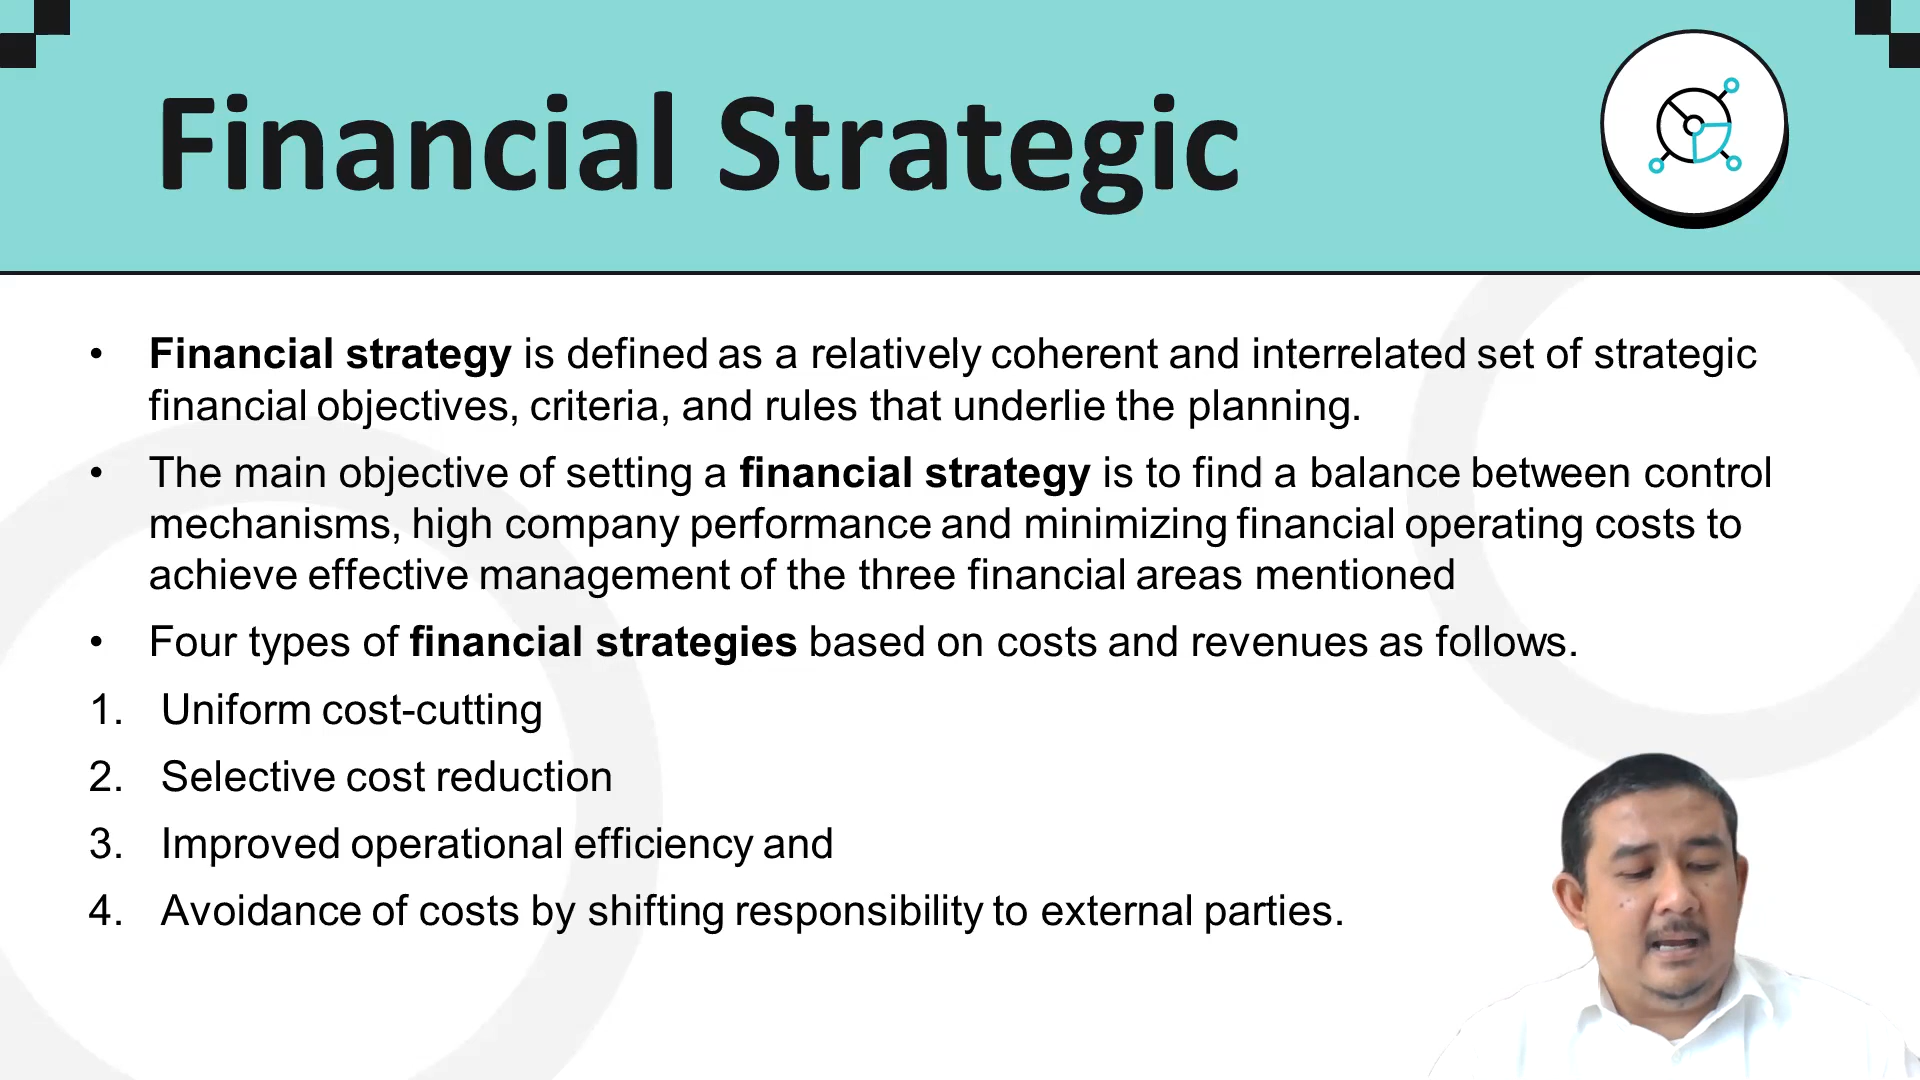 Financial Strategic
• Financial strategy is defined as a relatively coherent and interrelated set of strategic
financial objectives, criteria, and rules that underlie the planning.
• The main objective of setting a financial strategy is to find a balance between control
mechanisms, high company performance and minimizing financial operating costs to
achieve effective management of the three financial areas mentioned
• Four types of financial strategies based on costs and revenues as follows.
1. Uniform cost-cutting
2. Selective cost reduction
3. Improved operational efficiency and
4. Avoidance of costs by shifting responsibility to external parties.